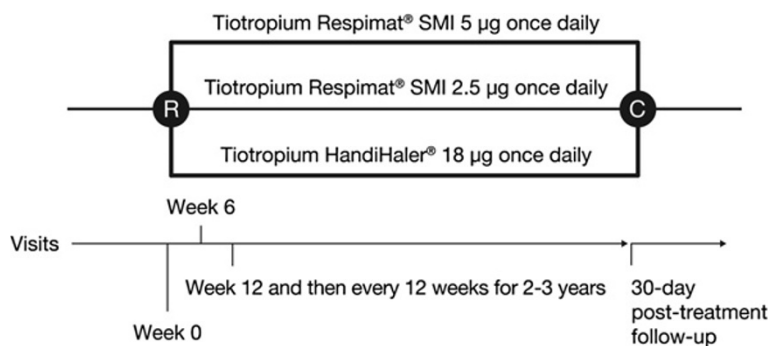 Tiotropium Respimat® SMI 5 µg once daily
Tiotropium Respimat® SMI 2.5 µg once daily
R
C
Tiotropium HandiHaler® 18 µg once daily
Week 6
Visits
Week 12 and then every 12 weeks for 2-3 years
30-day
post-treatment
follow-up
Week 0